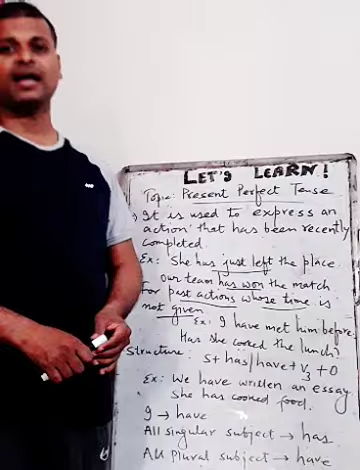 LET'S LEARN!
Topic: Present Perfect Tense
It is used to express an
action that has been recently
completed.
Ex: She has just left the place.
our team has won the match
For past actions whose time is
not given
Ex: I have met him before.
Has she cooked the lunch?
Structure: S + has/have + V3 + O
Ex: We have written an essay.
She has cooked food.
I → have
All singular subject → has
All Plural subject → have